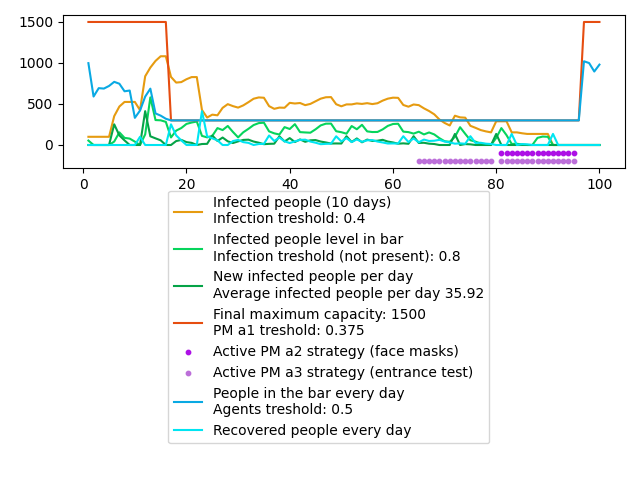 1500
1000
500
0
0 20 40 60 80 100
Infected people (10 days)
Infection treshold: 0.4
Infected people level in bar
Infection treshold (not present): 0.8
New infected people per day
Average infected people per day 35.92
Final maximum capacity: 1500
PM a1 treshold: 0.375
Active PM a2 strategy (face masks)
Active PM a3 strategy (entrance test)
People in the bar every day
Agents treshold: 0.5
Recovered people every day